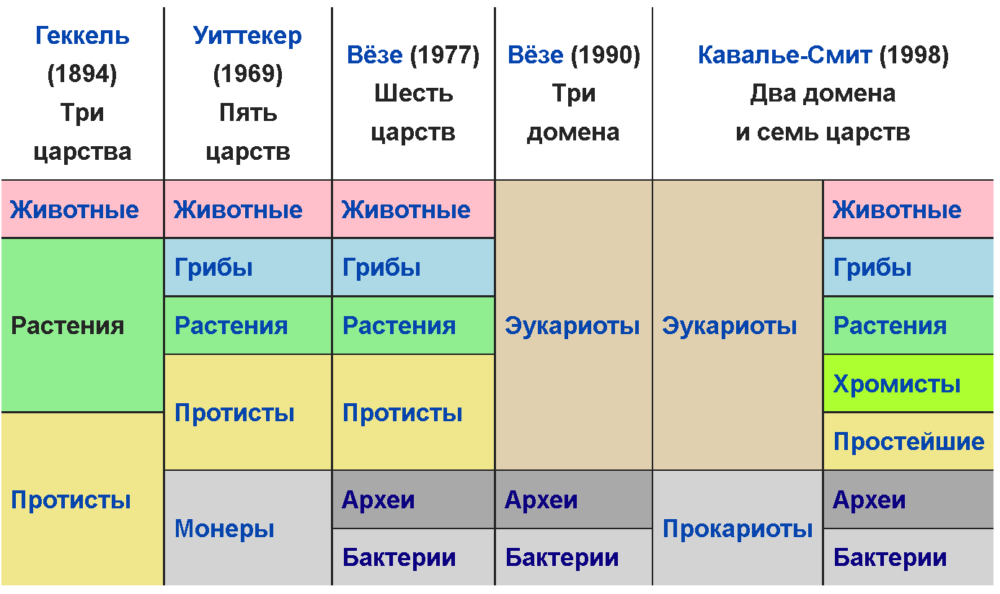 Геккель
(1894)
Три
царства
Уиттекер
(1969)
Пять
царств
Вёзе (1977)
Шесть
царств
Вёзе (1990)
Три
домена
Кавалье-Смит (1998)
Два домена
и семь царств
Животные
Животные
Животные
Животные
Грибы
Грибы
Грибы
Растения
Растения
Растения
Эукариоты
Эукариоты
Растения
Хромисты
Протисты
Протисты
Простейшие
Протисты
Археи
Археи
Археи
Монеры
Прокариоты
Бактерии
Бактерии
Бактерии